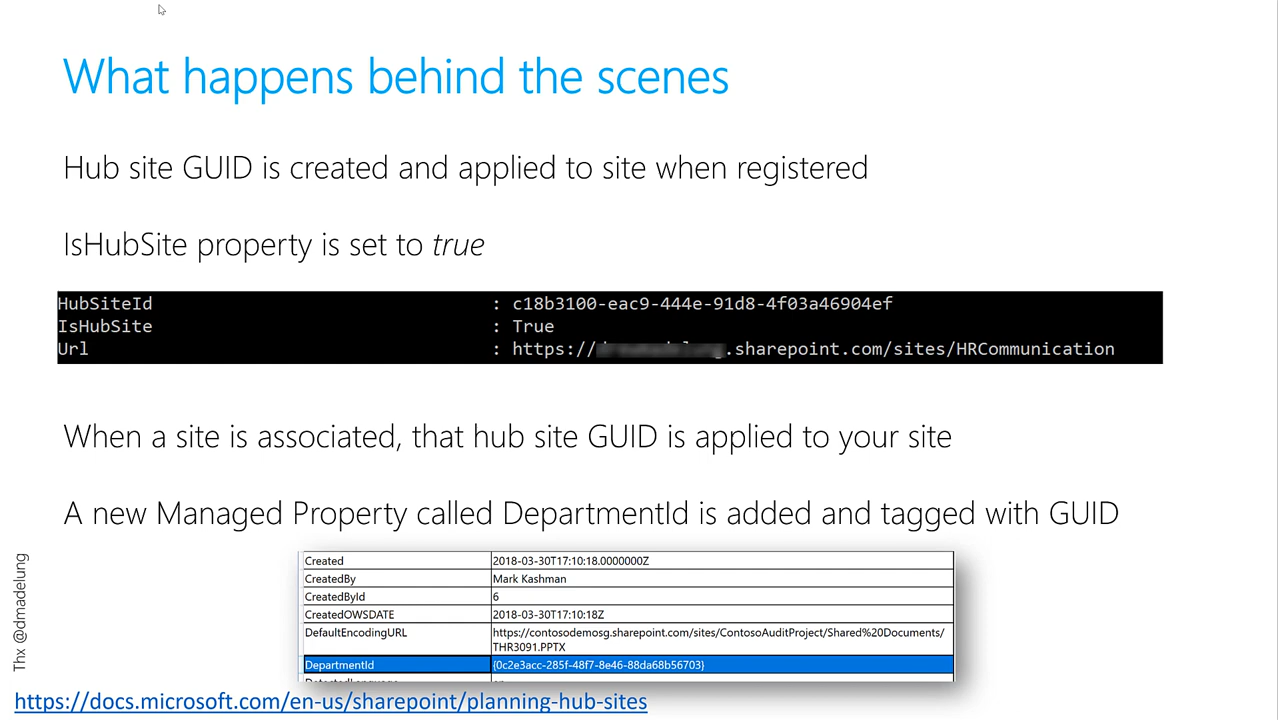 What happens behind the scenes
Hub site GUID is created and applied to site when registered
IsHubSite property is set to true
HubSiteId : c18b3100-eac9-444e-91d8-4f03a46904ef
IsHubSite : True
Url : https://.sharepoint.com/sites/HRCommunication
When a site is associated, that hub site GUID is applied to your site
A new Managed Property called DepartmentId is added and tagged with GUID
Created 2018-03-30T17:10:18.0000000Z
CreatedBy Mark Kashman
CreatedById 6
CreatedOWSDATE 2018-03-30T17:10:18Z
DefaultEncodingURL https://contosodemosg.sharepoint.com/sites/ContosoAuditProject/Shared%20Documents/
THR3091.PPTX
DepartmentId {0c2e3acc-285f-48f7-8e46-88da68b56703}
Thx @dmadelung
https://docs.microsoft.com/en-us/sharepoint/planning-hub-sites